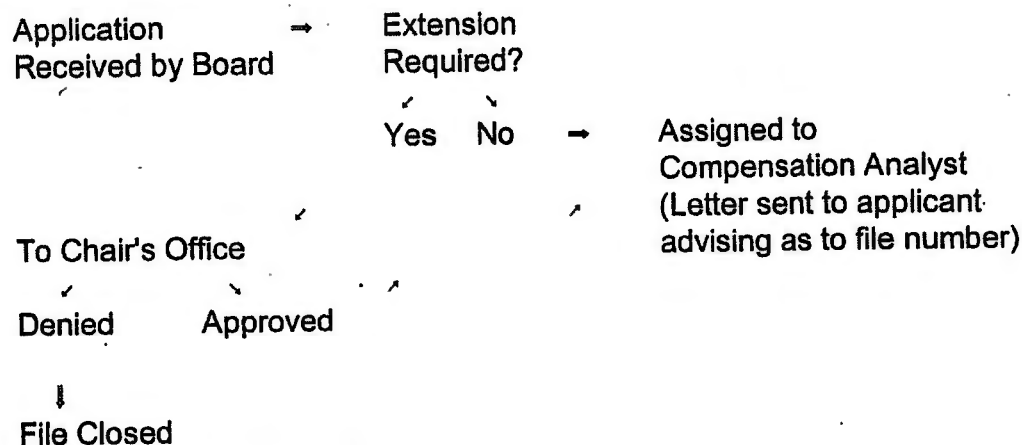 Application → Extension
Received by Board Required?
↙ ↘
Yes No → Assigned to
Compensation Analyst
↙ ↗ (Letter sent to applicant
advising as to file number)
To Chair's Office
↙ ↘ ↗
Denied Approved
↓
File Closed